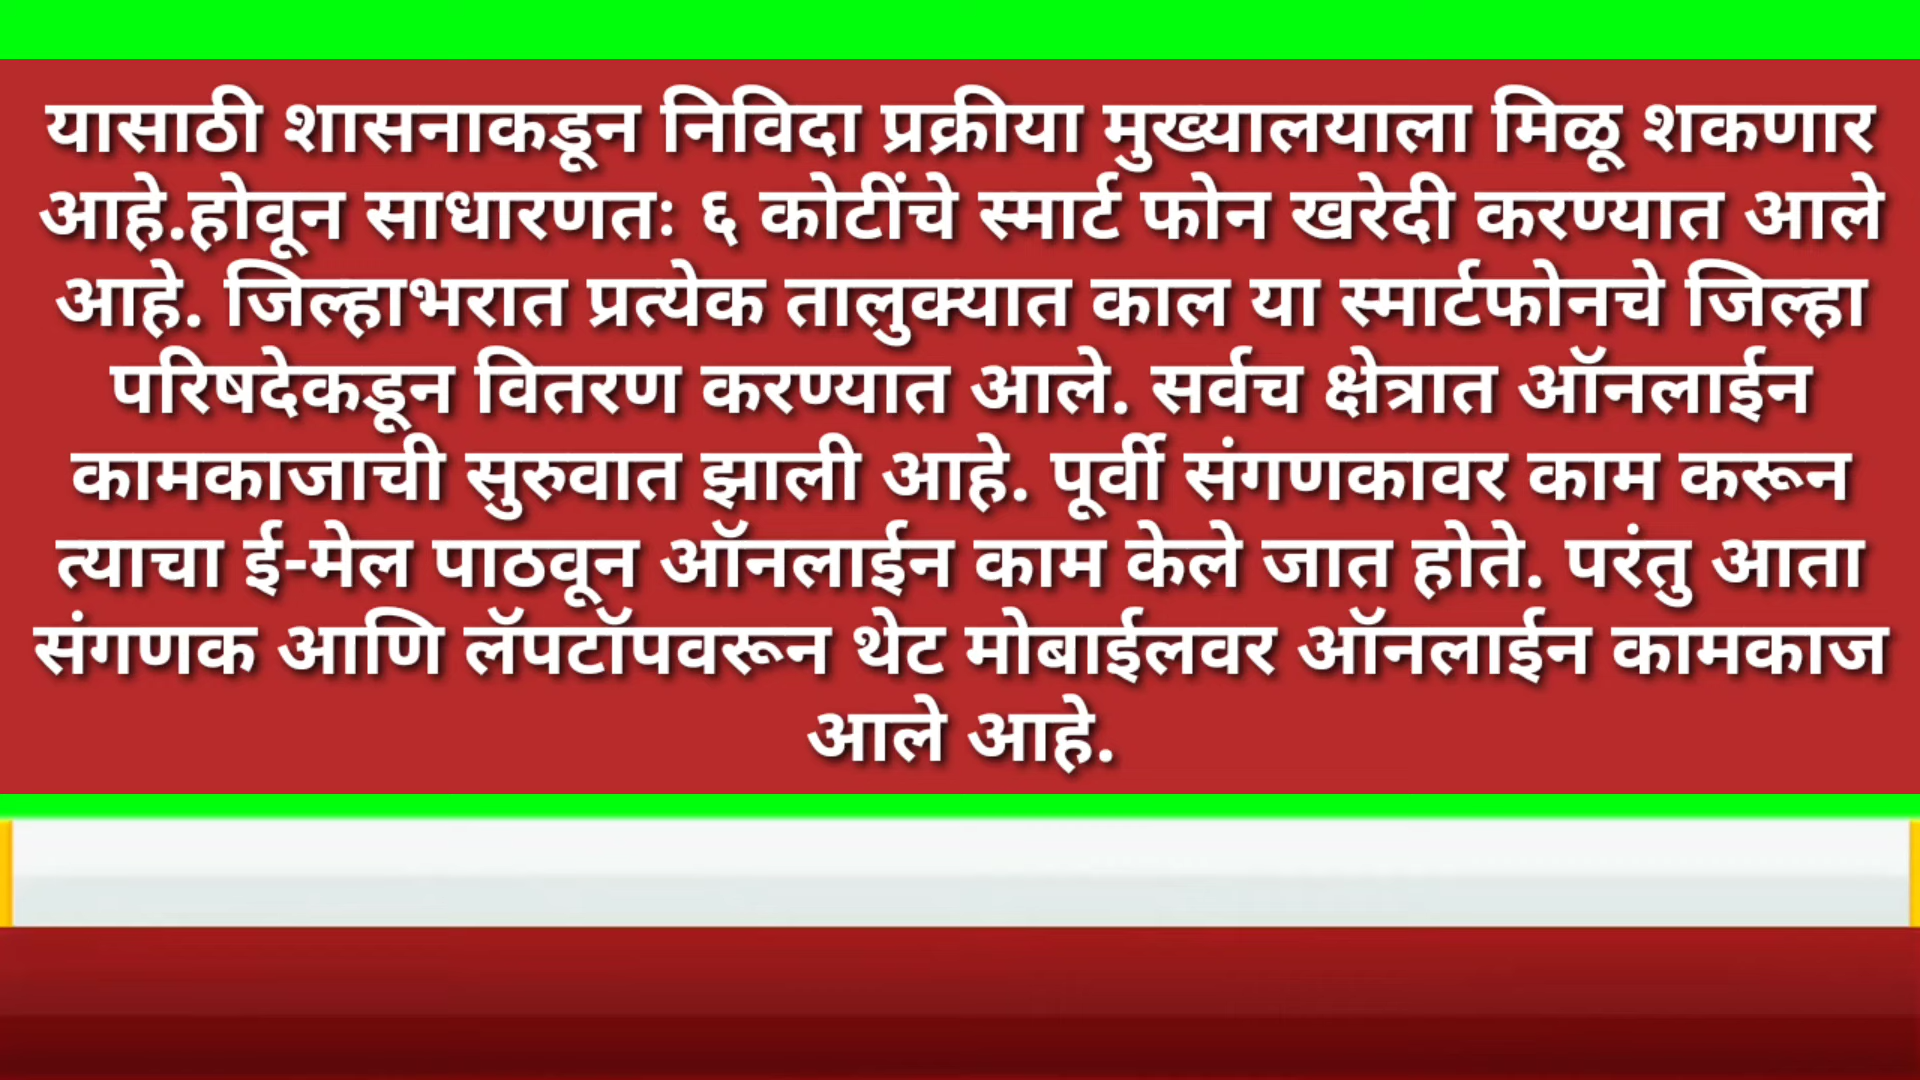 यासाठी शासनाकडून निविदा प्रक्रीया मुख्यालयाला मिळू शकणार
आहे.होवून साधारणतः ६ कोटींचे स्मार्ट फोन खरेदी करण्यात आले
आहे. जिल्हाभरात प्रत्येक तालुक्यात काल या स्मार्टफोनचे जिल्हा
परिषदेकडून वितरण करण्यात आले. सर्वच क्षेत्रात ऑनलाईन
कामकाजाची सुरुवात झाली आहे. पूर्वी संगणकावर काम करून
त्याचा ई-मेल पाठवून ऑनलाईन काम केले जात होते. परंतु आता
संगणक आणि लॅपटॉपवरून थेट मोबाईलवर ऑनलाईन कामकाज
आले आहे.